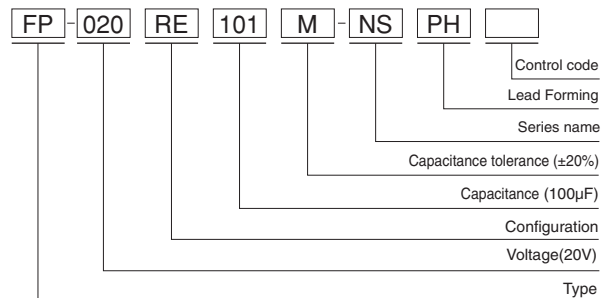 FP - 020 RE 101 M - NS PH
Control code
Lead Forming
Series name
Capacitance tolerance (±20%)
Capacitance (100µF)
Configuration
Voltage(20V)
Type